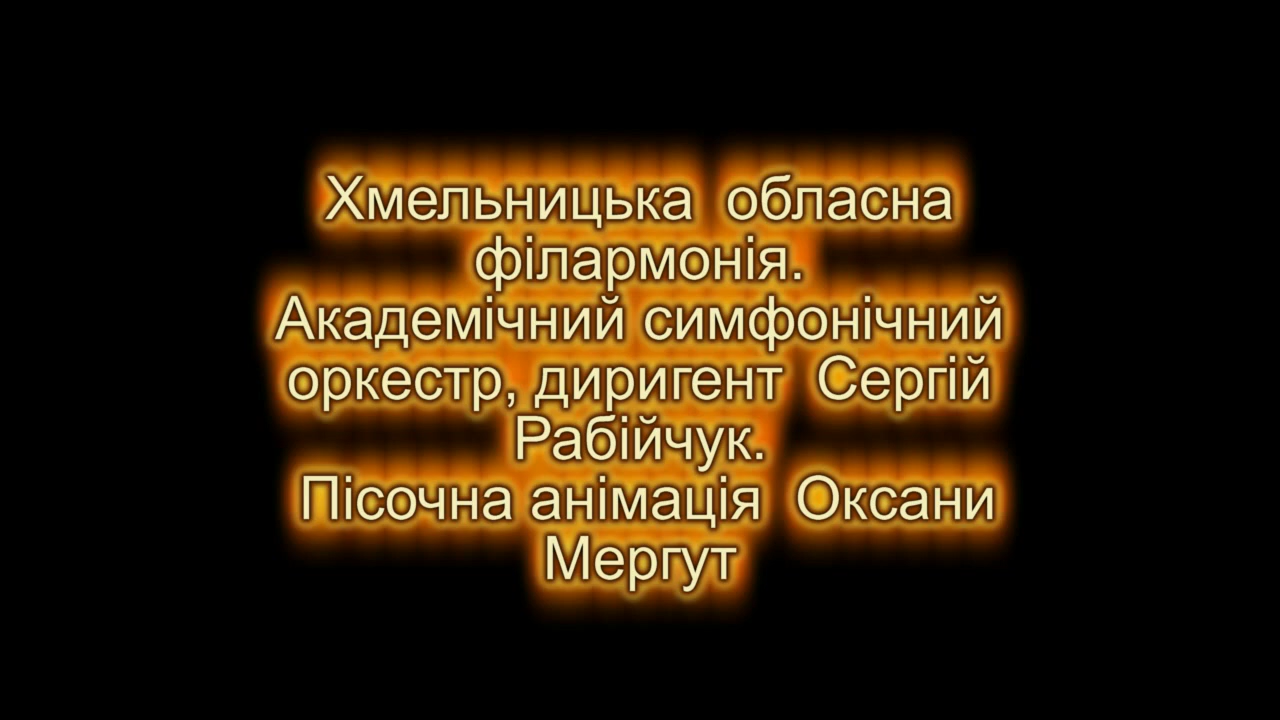 Хмельницька обласна
філармонія.
Академічний симфонічний
оркестр, диригент Сергій
Рабійчук.
Пісочна анімація Оксани
Мергут